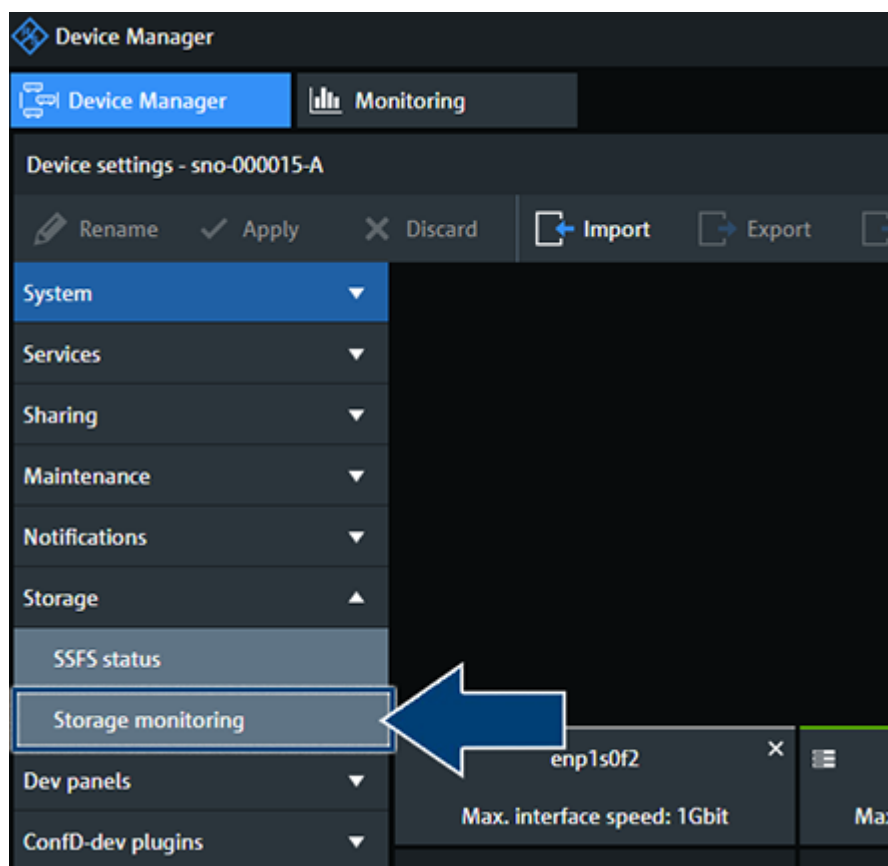 Device Manager
Device Manager
Monitoring
Device settings - sno-000015-A
Rename
Apply
Discard
Import
Export
System
Services
Sharing
Maintenance
Notifications
Storage
SSFS status
Storage monitoring
Dev panels
ConfD-dev plugins
enp1s0f2
Max. interface speed: 1Gbit